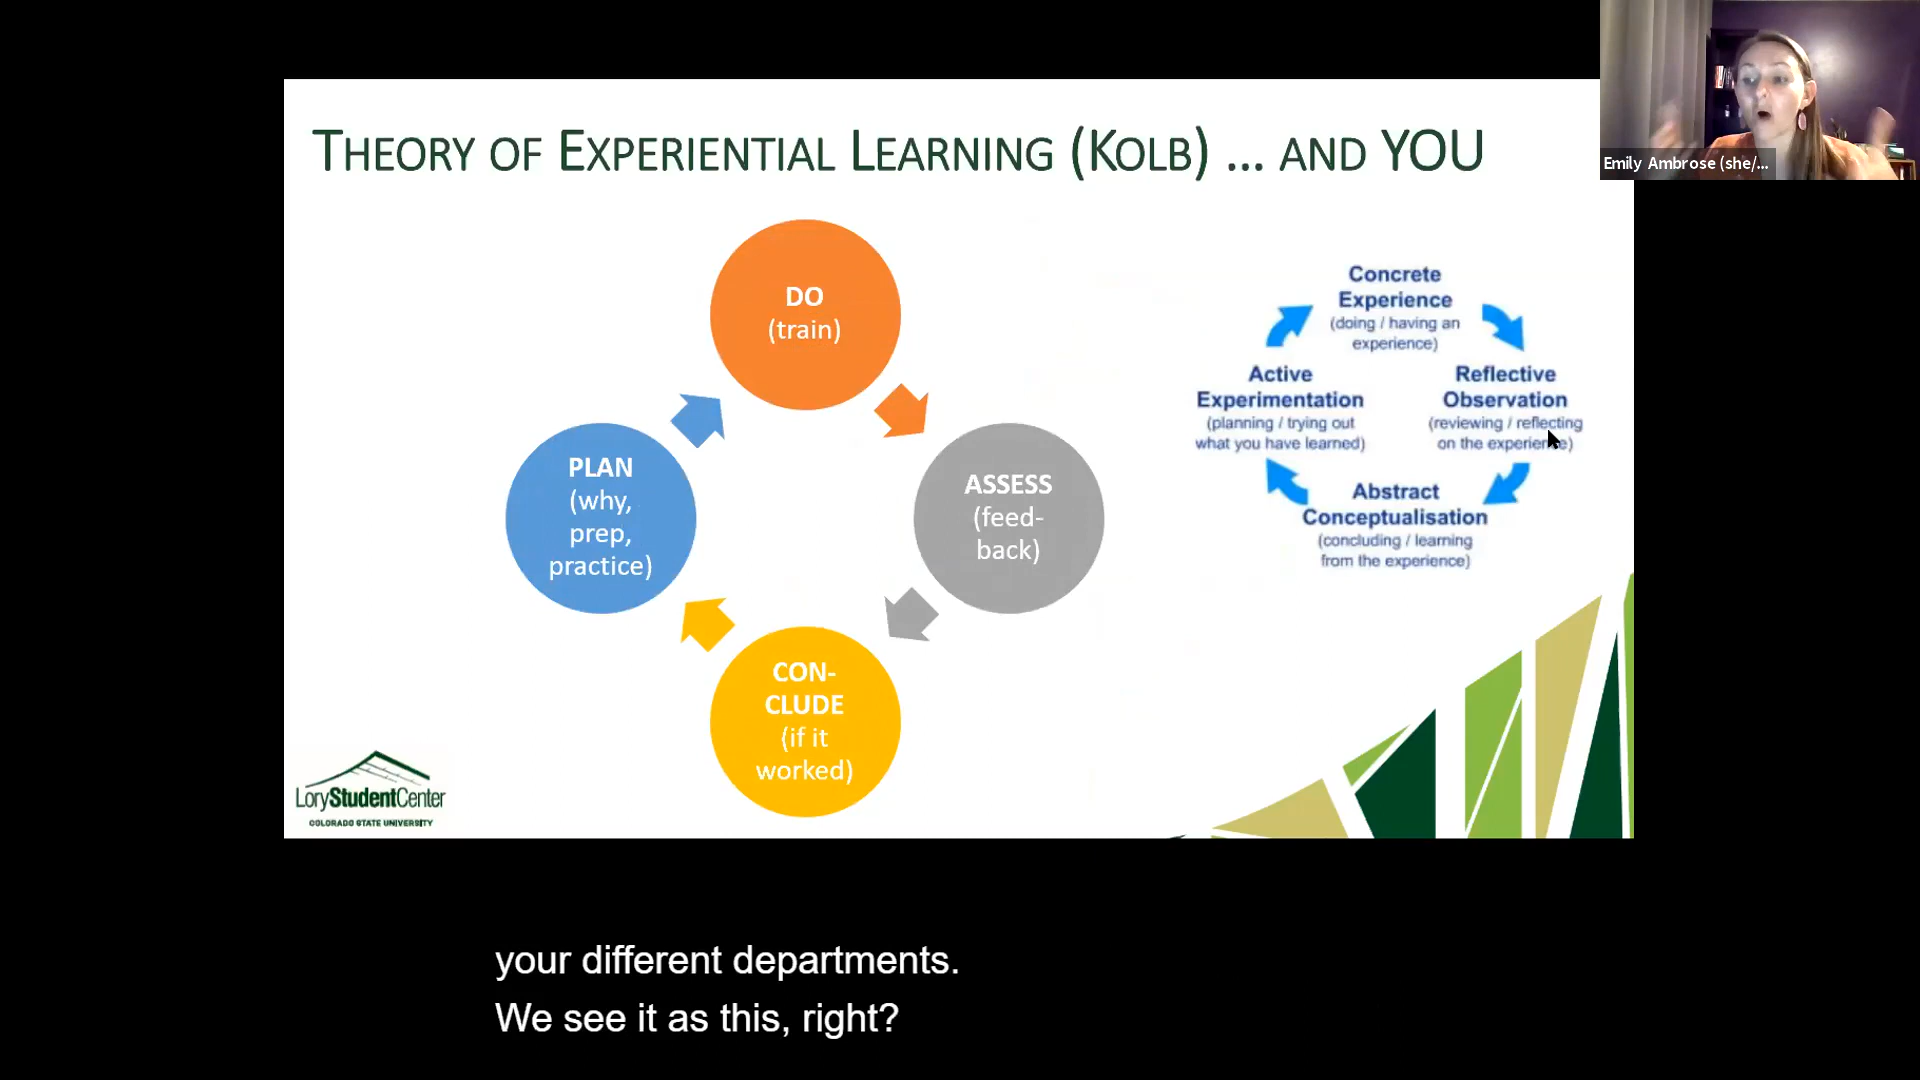 THEORY OF EXPERIENTIAL LEARNING (KOLB) ... AND YOU
Emily Ambrose (she/...
DO
(train)
ASSESS
(feed-
back)
CON-
CLUDE
(if it
worked)
PLAN
(why,
prep,
practice)
Concrete
Experience
(doing / having an
experience)
Reflective
Observation
(reviewing / reflecting
on the experience)
Abstract
Conceptualisation
(concluding / learning
from the experience)
Active
Experimentation
(planning / trying out
what you have learned)
LoryStudentCenter
COLORADO STATE UNIVERSITY
your different departments.
We see it as this, right?